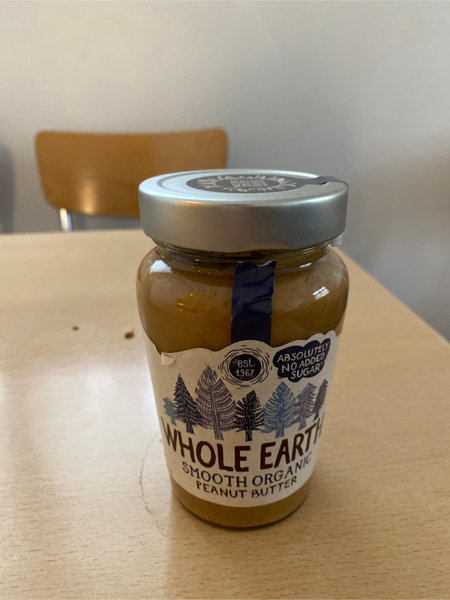 est.
1967
ABSOLUTELY
NO ADDED
SUGAR
WHOLE EARTH
SMOOTH ORGANIC
PEANUT BUTTER